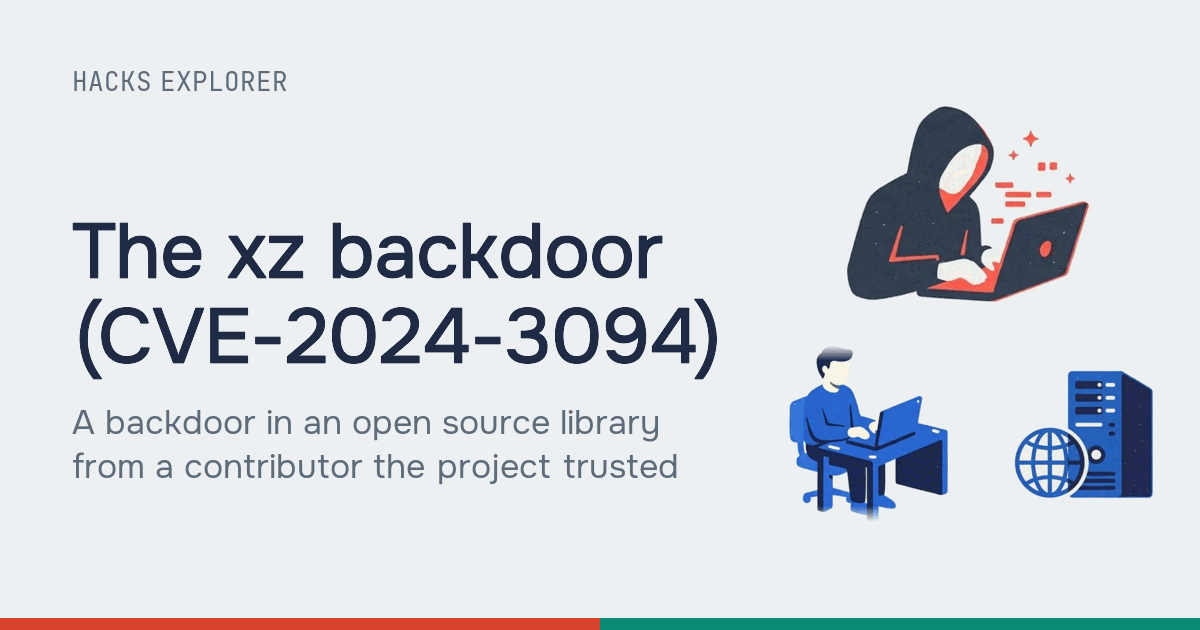 HACKS EXPLORER
The xz backdoor
(CVE-2024-3094)
A backdoor in an open source library
from a contributor the project trusted